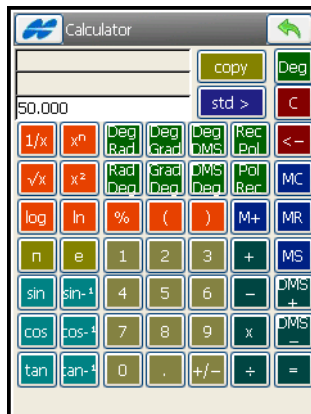 Calculator
copy Deg
50.000 std > C
1/x xⁿ Deg Rad Deg Grad Deg DMS Rec Pol <-
√x x² Rad Deg Grad Deg DMS Deg Pol Rec MC
log ln % ( ) M+ MR
π e 1 2 3 + MS
sin sin-¹ 4 5 6 - DMS +
cos cos-¹ 7 8 9 x DMS -
tan tan-¹ 0 . +/- ÷ =